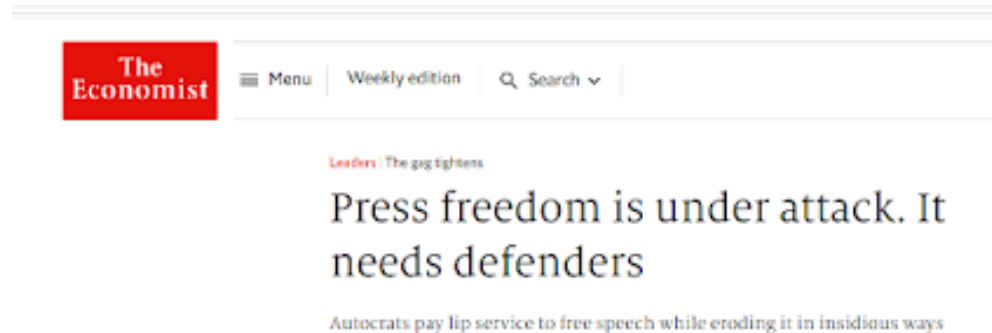 The
Economist
Menu
Weekly edition
Search
Leaders | The gag tightens
Press freedom is under attack. It
needs defenders
Autocrats pay lip service to free speech while eroding it in insidious ways